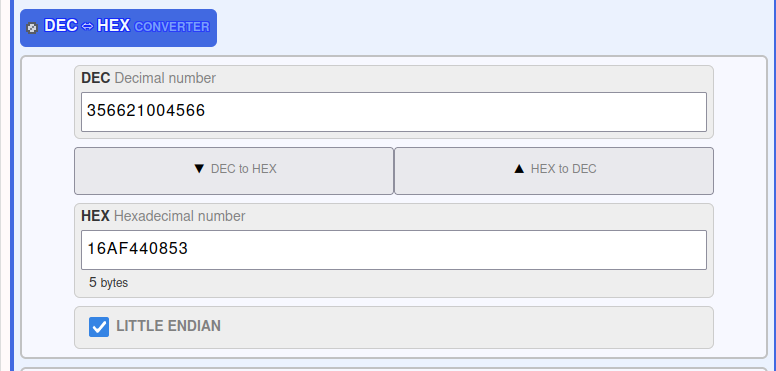 DEC ⇔ HEX CONVERTER
DEC Decimal number
356621004566
▼ DEC to HEX ▲ HEX to DEC
HEX Hexadecimal number
16AF440853
5 bytes
LITTLE ENDIAN